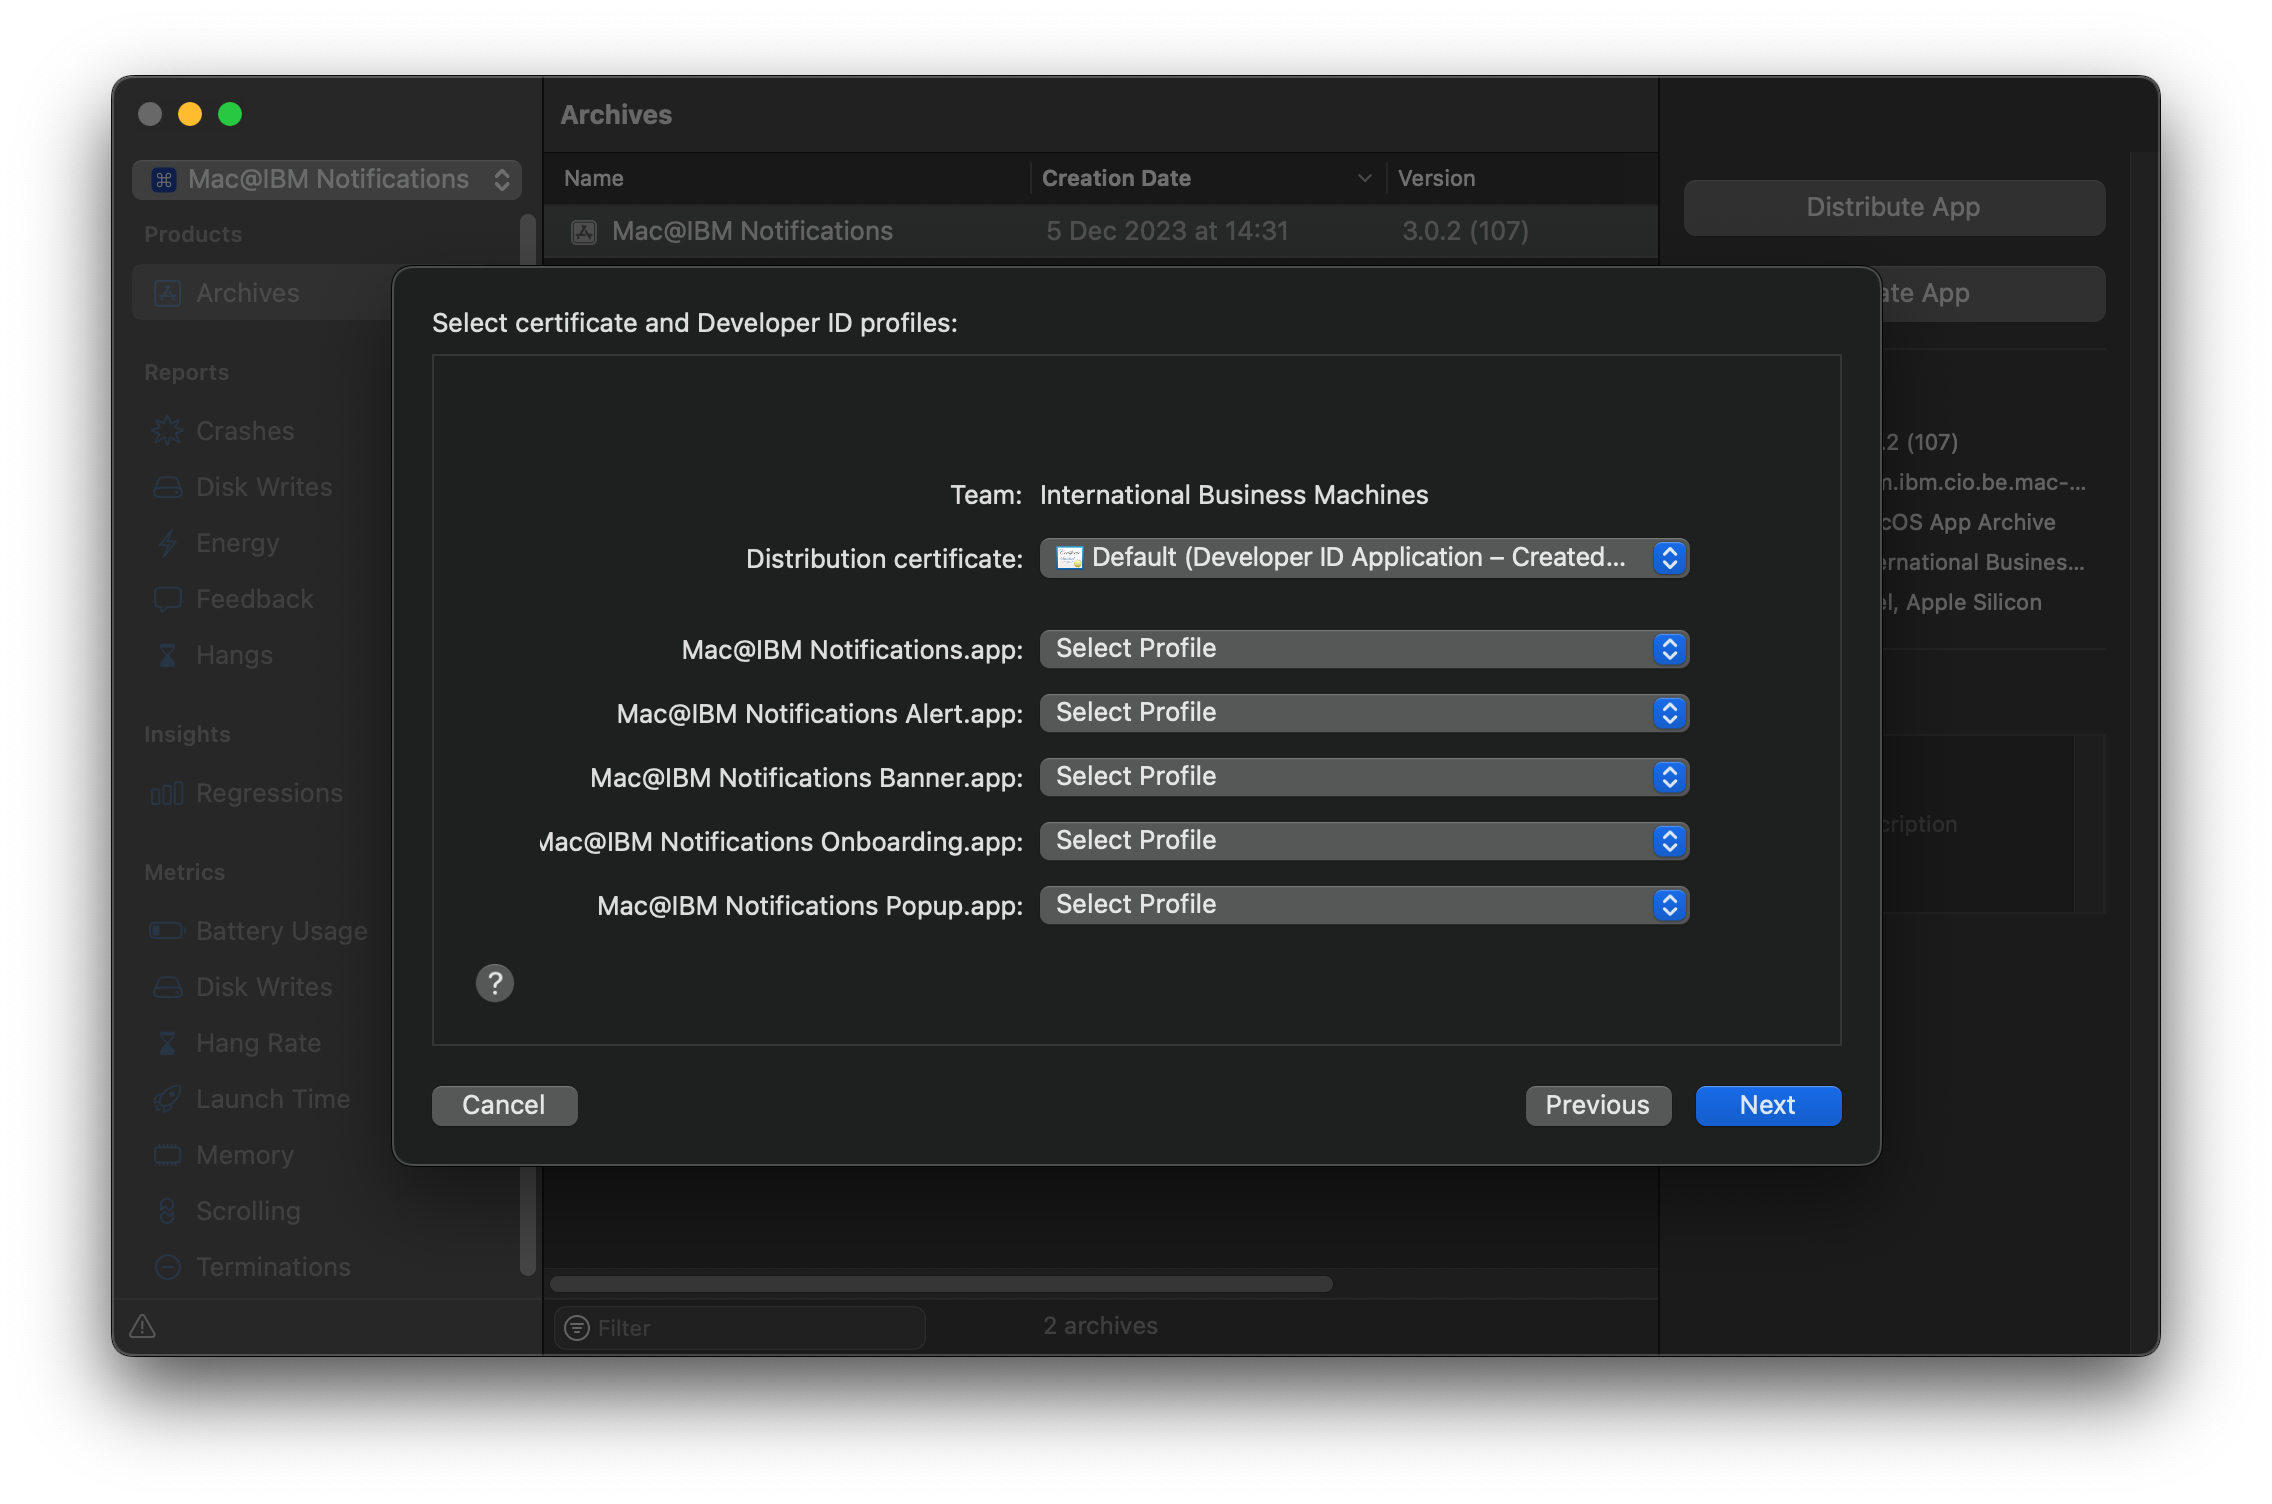 Archives
Mac@IBM Notifications
Products
Archives
Reports
Crashes
Disk Writes
Energy
Feedback
Hangs
Insights
Regressions
Metrics
Battery Usage
Disk Writes
Hang Rate
Launch Time
Memory
Scrolling
Terminations
Name Creation Date Version
Mac@IBM Notifications 5 Dec 2023 at 14:31 3.0.2 (107)
Filter 2 archives
Select certificate and Developer ID profiles:
Team: International Business Machines
Distribution certificate: Default (Developer ID Application – Created...
Mac@IBM Notifications.app: Select Profile
Mac@IBM Notifications Alert.app: Select Profile
Mac@IBM Notifications Banner.app: Select Profile
Mac@IBM Notifications Onboarding.app: Select Profile
Mac@IBM Notifications Popup.app: Select Profile
?
Cancel Previous Next
Distribute App
App
.2 (107)
.ibm.cio.be.mac-...
OS App Archive
Busines...
Apple Silicon